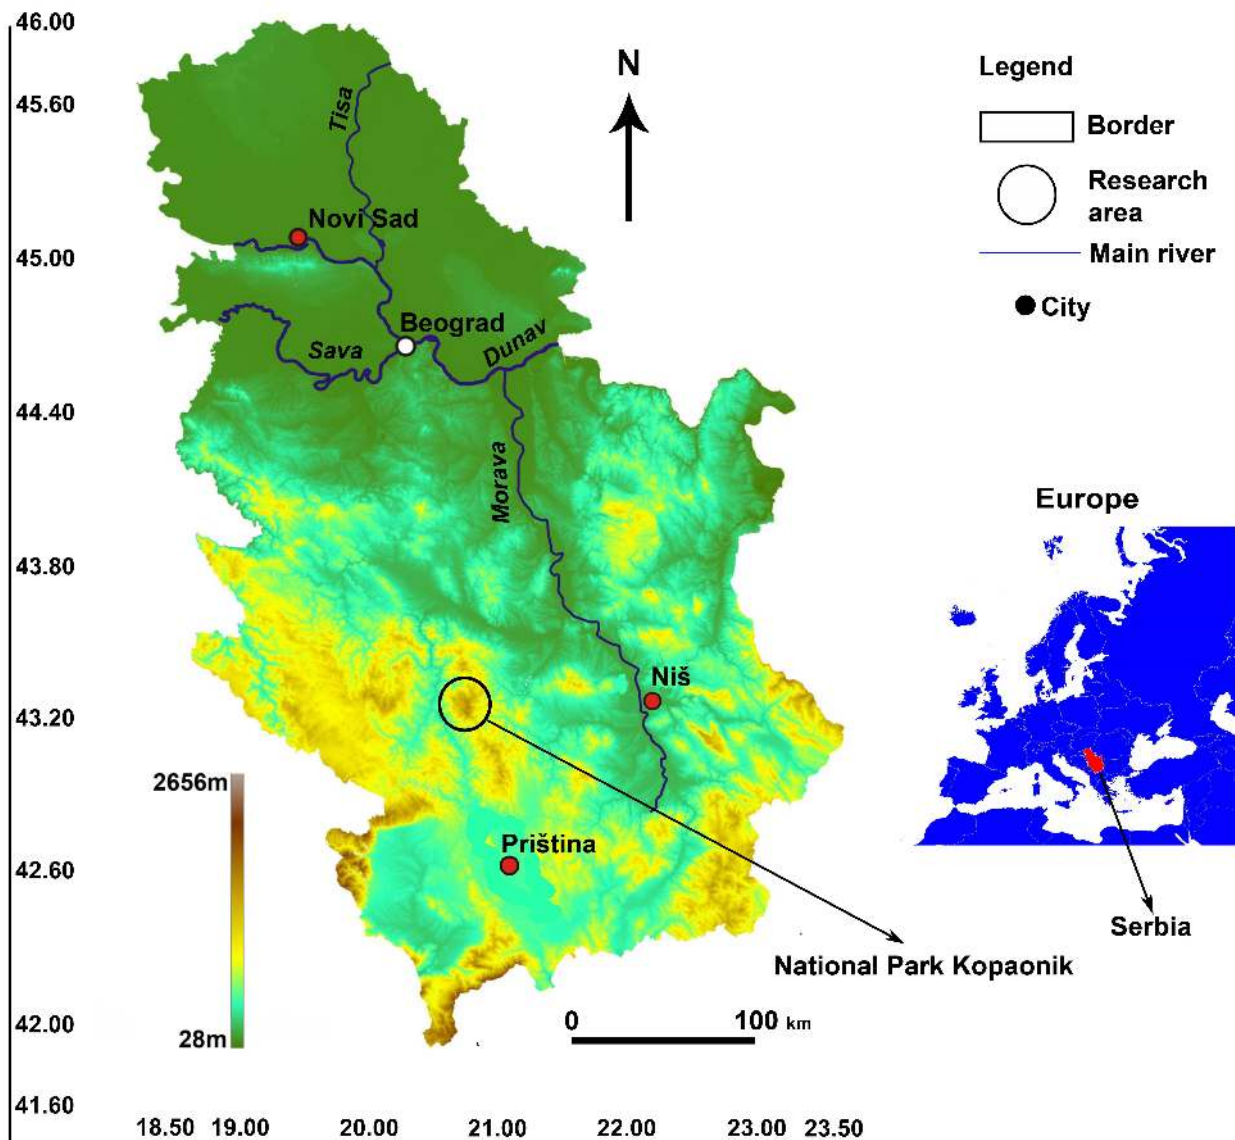 46.00
45.60
45.00
44.40
43.80
43.20
42.60
42.00
41.60
18.50 19.00 20.00 21.00 22.00 23.00 23.50
N
Tisa
Novi Sad
Beograd
Sava
Dunav
Morava
Niš
Priština
2656m
28m
National Park Kopaonik
0 100 km
Legend
Border
Research
area
Main river
City
Europe
Serbia